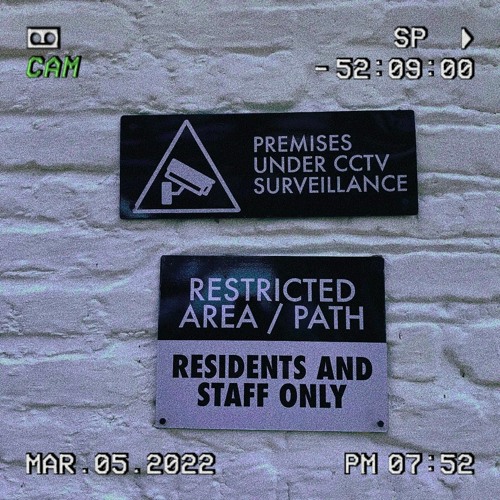 SP
CAM
-52:09:00
PREMISES
UNDER CCTV
SURVEILLANCE
RESTRICTED
AREA / PATH
RESIDENTS AND
STAFF ONLY
MAR.05.2022
PM 07:52